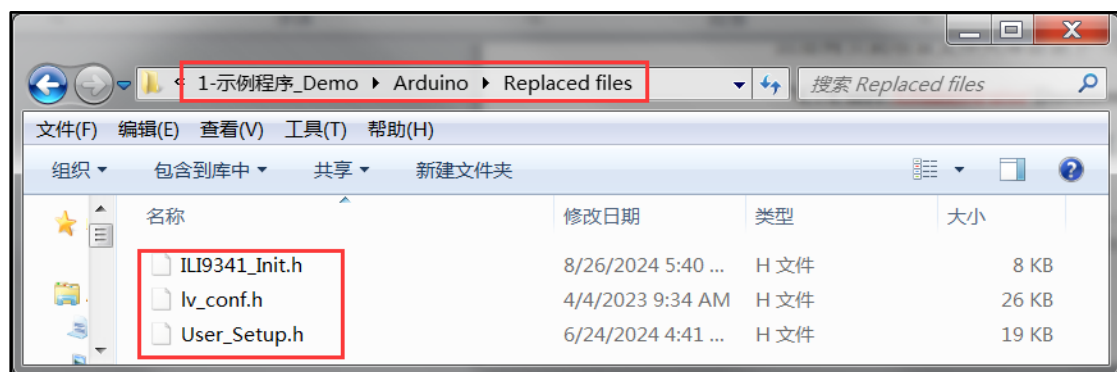 « 1-示例程序_Demo ▸ Arduino ▸ Replaced files
搜索 Replaced files
文件(F) 编辑(E) 查看(V) 工具(T) 帮助(H)
组织 包含到库中 共享 新建文件夹
名称 修改日期 类型 大小
ILI9341_Init.h 8/26/2024 5:40 ... H 文件 8 KB
lv_conf.h 4/4/2023 9:34 AM H 文件 26 KB
User_Setup.h 6/24/2024 4:41 ... H 文件 19 KB